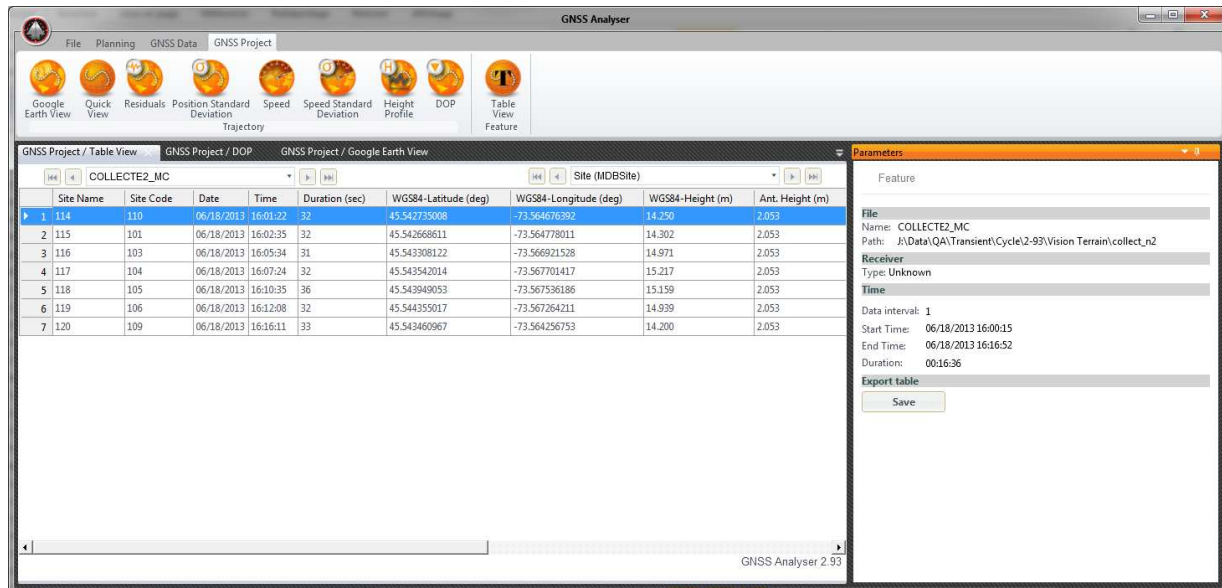 GNSS Analyser
File Planning GNSS Data GNSS Project
Google Earth View
Quick View
Residuals
Position Standard Deviation
Speed
Speed Standard Deviation
Height Profile
DOP
Table View
Trajectory
Feature
GNSS Project / Table View GNSS Project / DOP GNSS Project / Google Earth View
COLLECTE2_MC Site (MDBSite)
Site Name Site Code Date Time Duration (sec) WGS84-Latitude (deg) WGS84-Longitude (deg) WGS84-Height (m) Ant. Height (m)
1 114 110 06/18/2013 16:01:22 32 45.542735008 -73.564676392 14.250 2.053
2 115 101 06/18/2013 16:02:35 32 45.542668611 -73.564778011 14.302 2.053
3 116 103 06/18/2013 16:05:34 31 45.543308122 -73.566921528 14.971 2.053
4 117 104 06/18/2013 16:07:24 32 45.543542014 -73.567701417 15.217 2.053
5 118 105 06/18/2013 16:10:35 36 45.543949053 -73.567536186 15.159 2.053
6 119 106 06/18/2013 16:12:08 32 45.544355017 -73.567264211 14.939 2.053
7 120 109 06/18/2013 16:16:11 33 45.543460967 -73.564256753 14.200 2.053
GNSS Analyser 2.93
Parameters
Feature
File
Name: COLLECTE2_MC
Path: J:\Data\QA\Transient\Cycle\2-93\Vision Terrain\collect_n2
Receiver
Type: Unknown
Time
Data interval: 1
Start Time: 06/18/2013 16:00:15
End Time: 06/18/2013 16:16:52
Duration: 00:16:36
Export table
Save